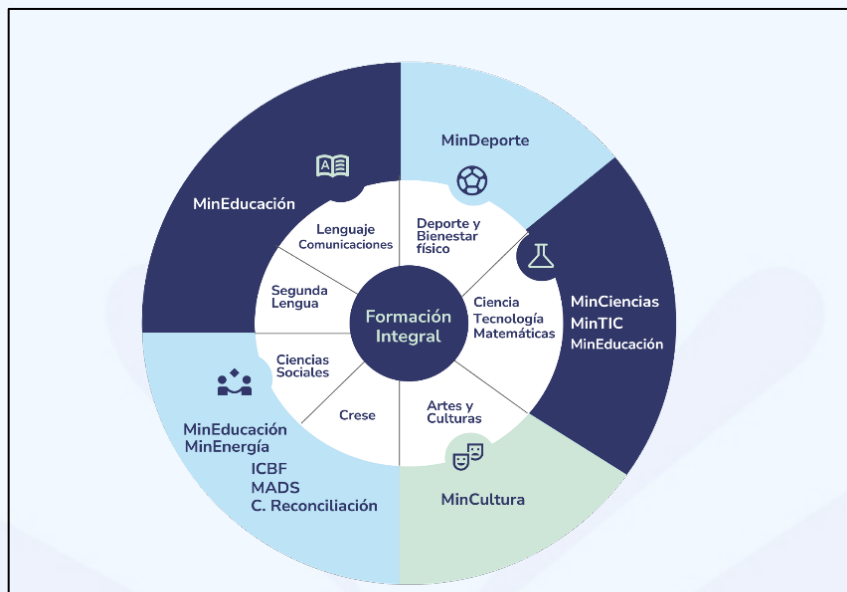 MinDeporte
MinEducación
A
Lenguaje
Comunicaciones
Deporte y
Bienestar
físico
Segunda
Lengua
Formación
Integral
Ciencia
Tecnología
Matemáticas
MinCiencias
MinTIC
MinEducación
Ciencias
Sociales
Crese
Artes y
Culturas
MinEducación
MinEnergía
ICBF
MADS
C. Reconciliación
MinCultura